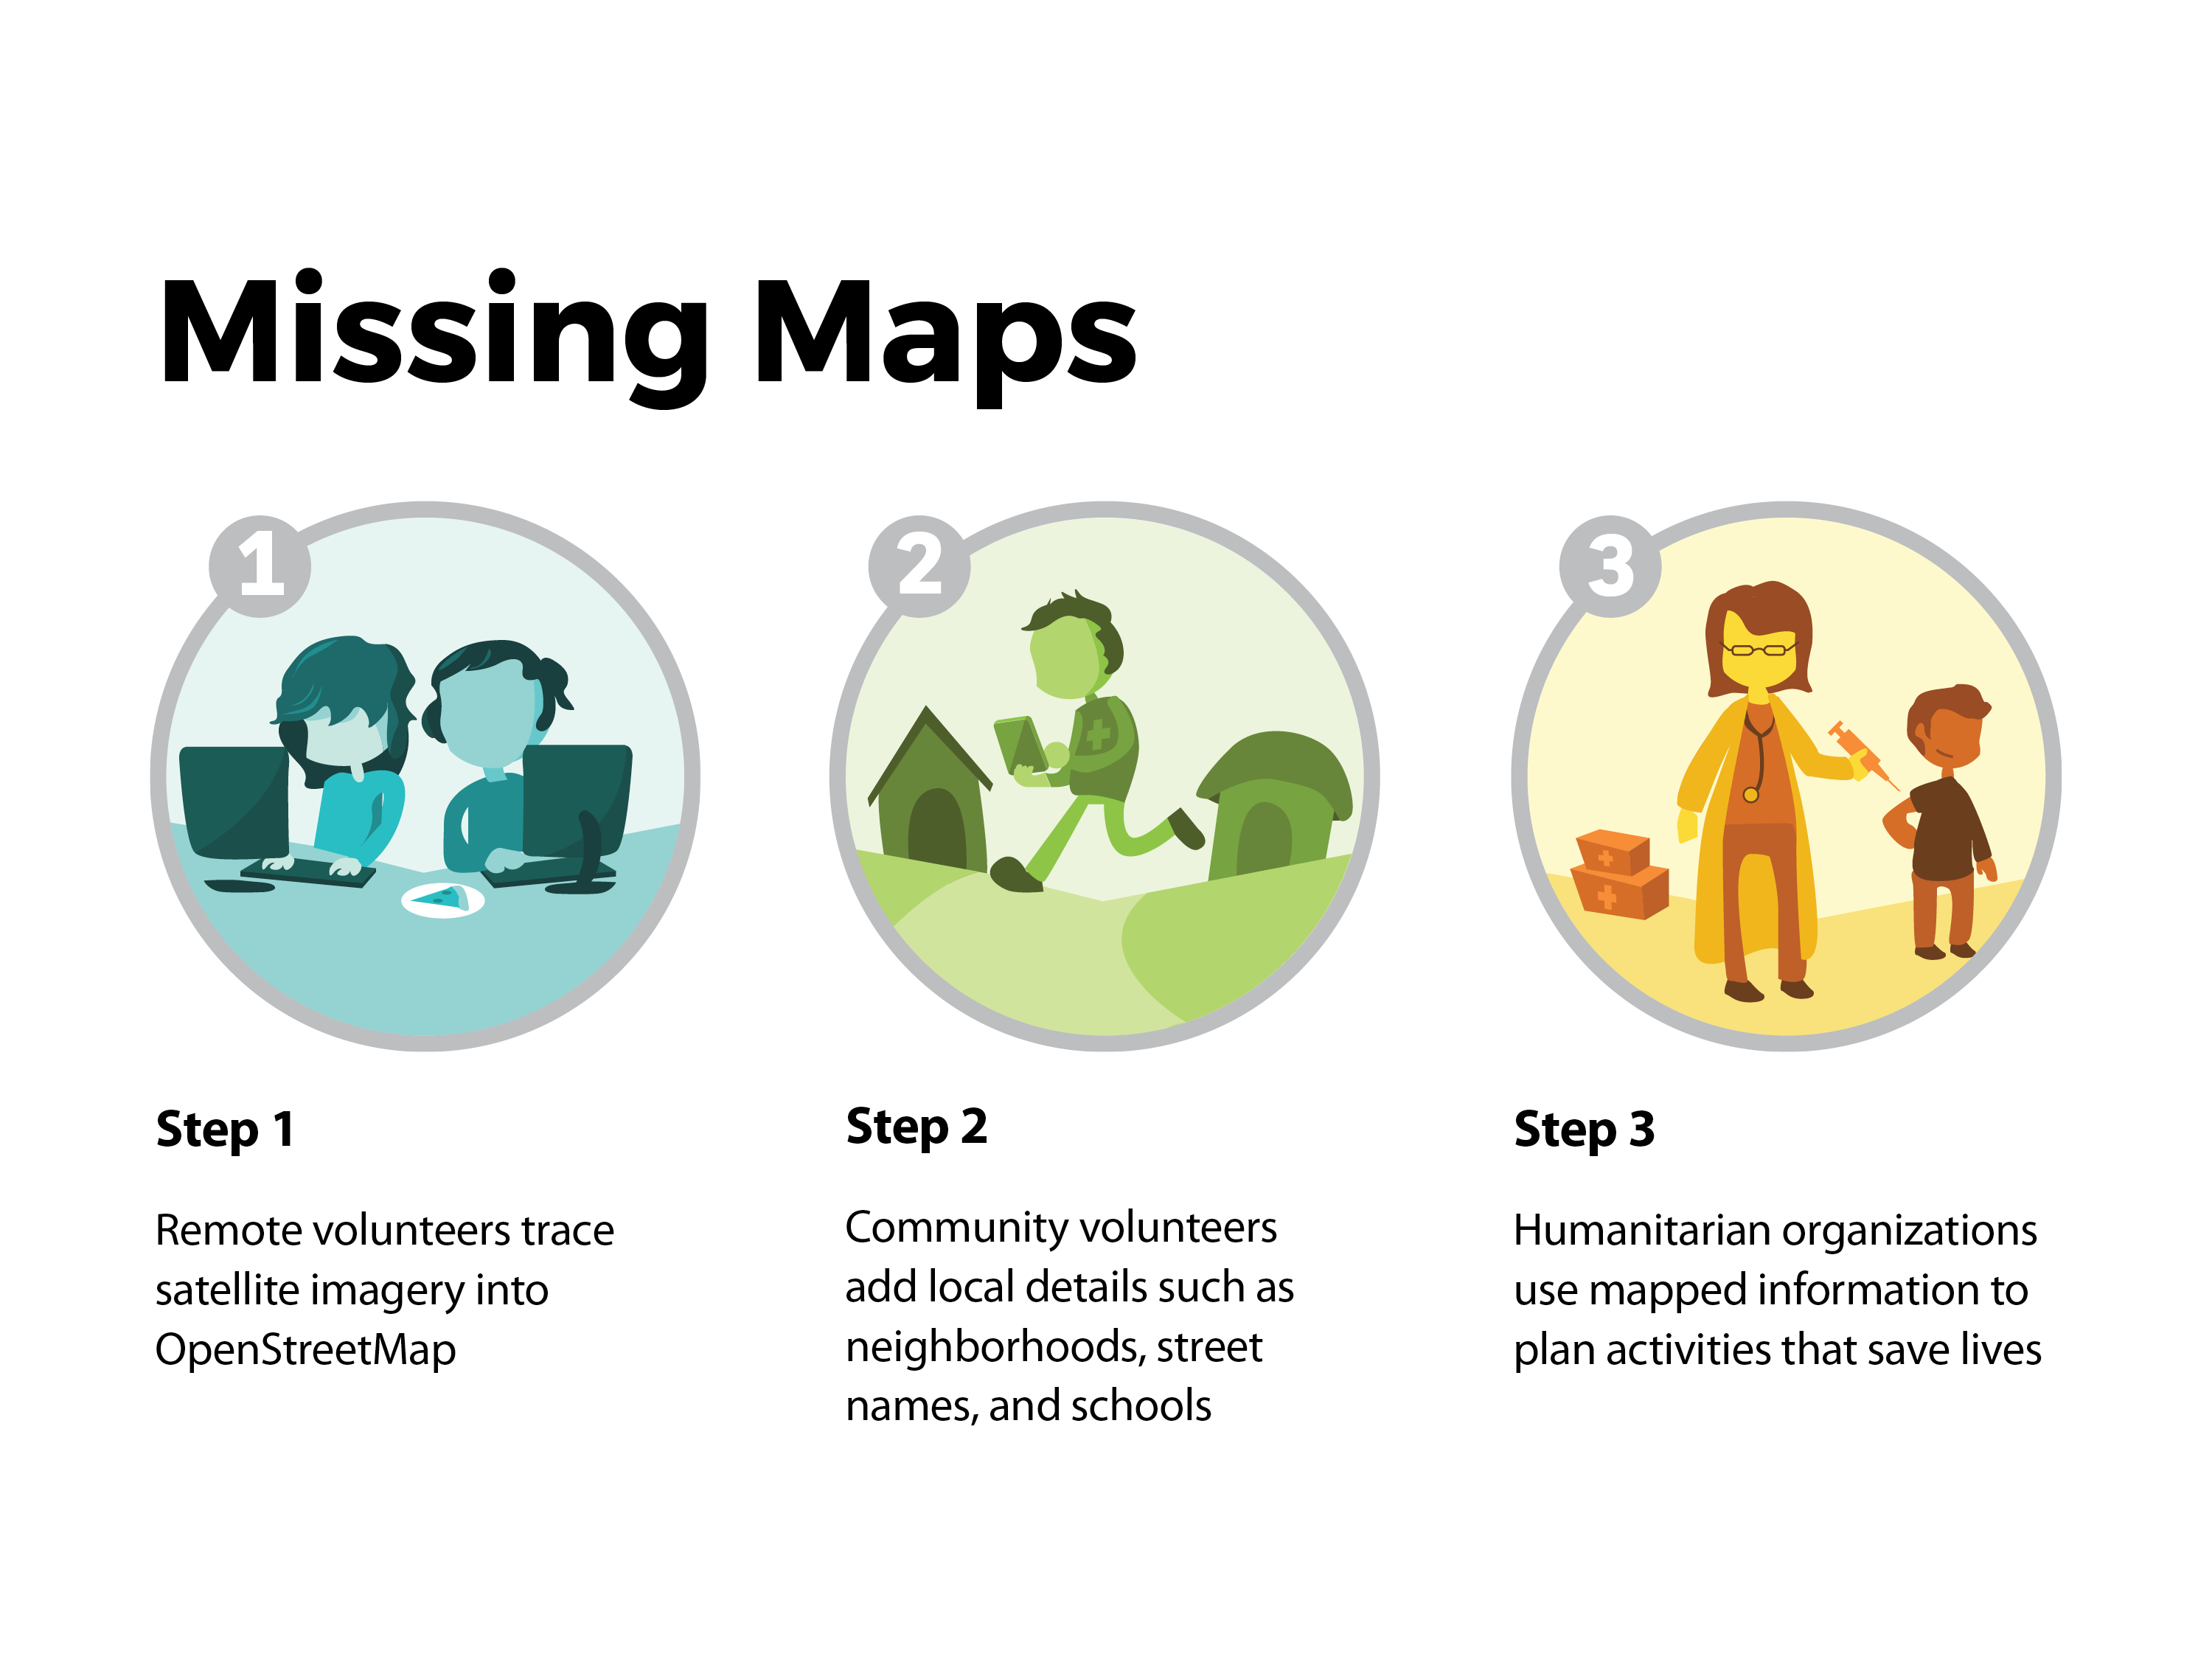 Missing Maps
1
2
3
Step 1
Remote volunteers trace
satellite imagery into
OpenStreetMap
Step 2
Community volunteers
add local details such as
neighborhoods, street
names, and schools
Step 3
Humanitarian organizations
use mapped information to
plan activities that save lives